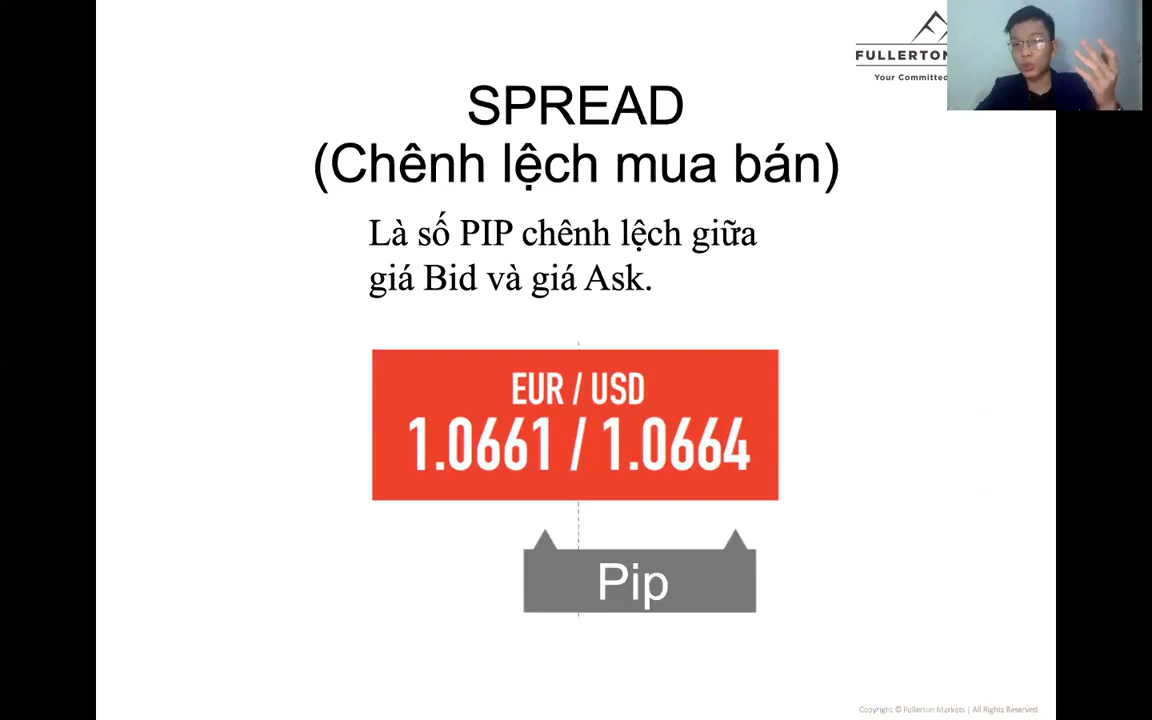 FULLERTON
Your Committed
SPREAD
(Chênh lệch mua bán)
Là số PIP chênh lệch giữa
giá Bid và giá Ask.
EUR / USD
1.0661 / 1.0664
Pip
Copyright © Fullerton Markets | All Rights Reserved